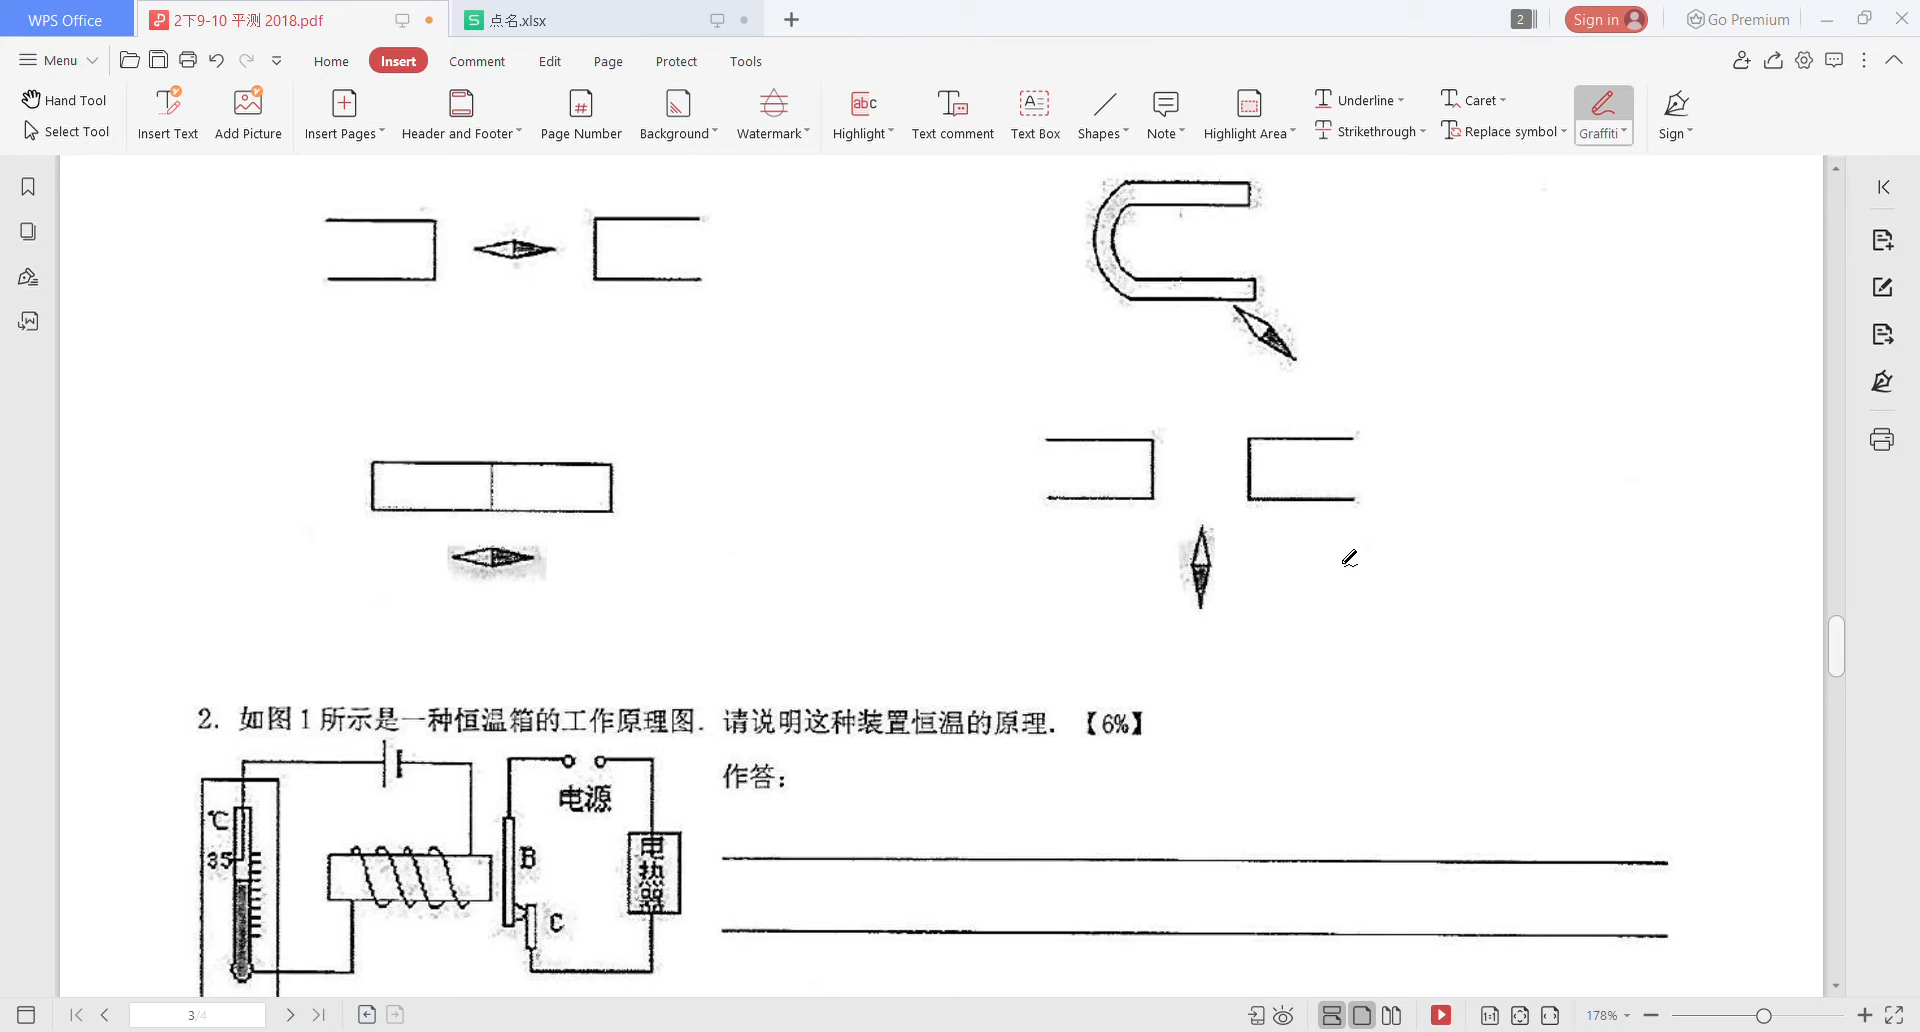 WPS Office
2下9-10 平测 2018.pdf
点名.xlsx
2
Sign in
Go Premium
Menu
Home
Insert
Comment
Edit
Page
Protect
Tools
Hand Tool
Select Tool
Insert Text
Add Picture
Insert Pages
Header and Footer
Page Number
Background
Watermark
Highlight
Text comment
Text Box
Shapes
Note
Highlight Area
Underline
Strikethrough
Caret
Replace symbol
Graffiti
Sign
2. 如图1所示是一种恒温箱的工作原理图. 请说明这种装置恒温的原理. 【6%】
作答:
电源
℃
35
B
C
电热器
3/4
178%